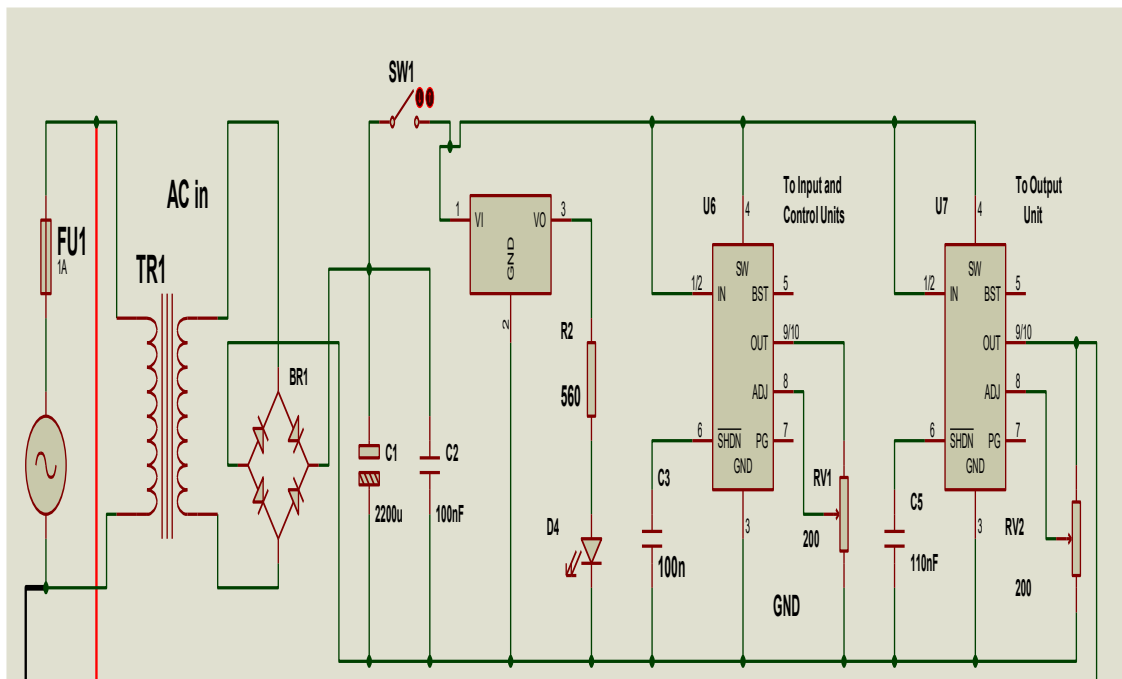 SW1
AC in
FU1
1A
TR1
BR1
C1
2200u
C2
100nF
1
VI
VO
3
GND
2
R2
560
D4
To Input and
Control Units
U6
4
SW
1/2
IN
BST
5
9/10
OUT
ADJ
8
6
SHDN
PG
7
GND
3
C3
100n
RV1
200
GND
To Output
Unit
U7
4
SW
1/2
IN
BST
5
9/10
OUT
ADJ
8
6
SHDN
PG
7
GND
3
C5
110nF
RV2
200